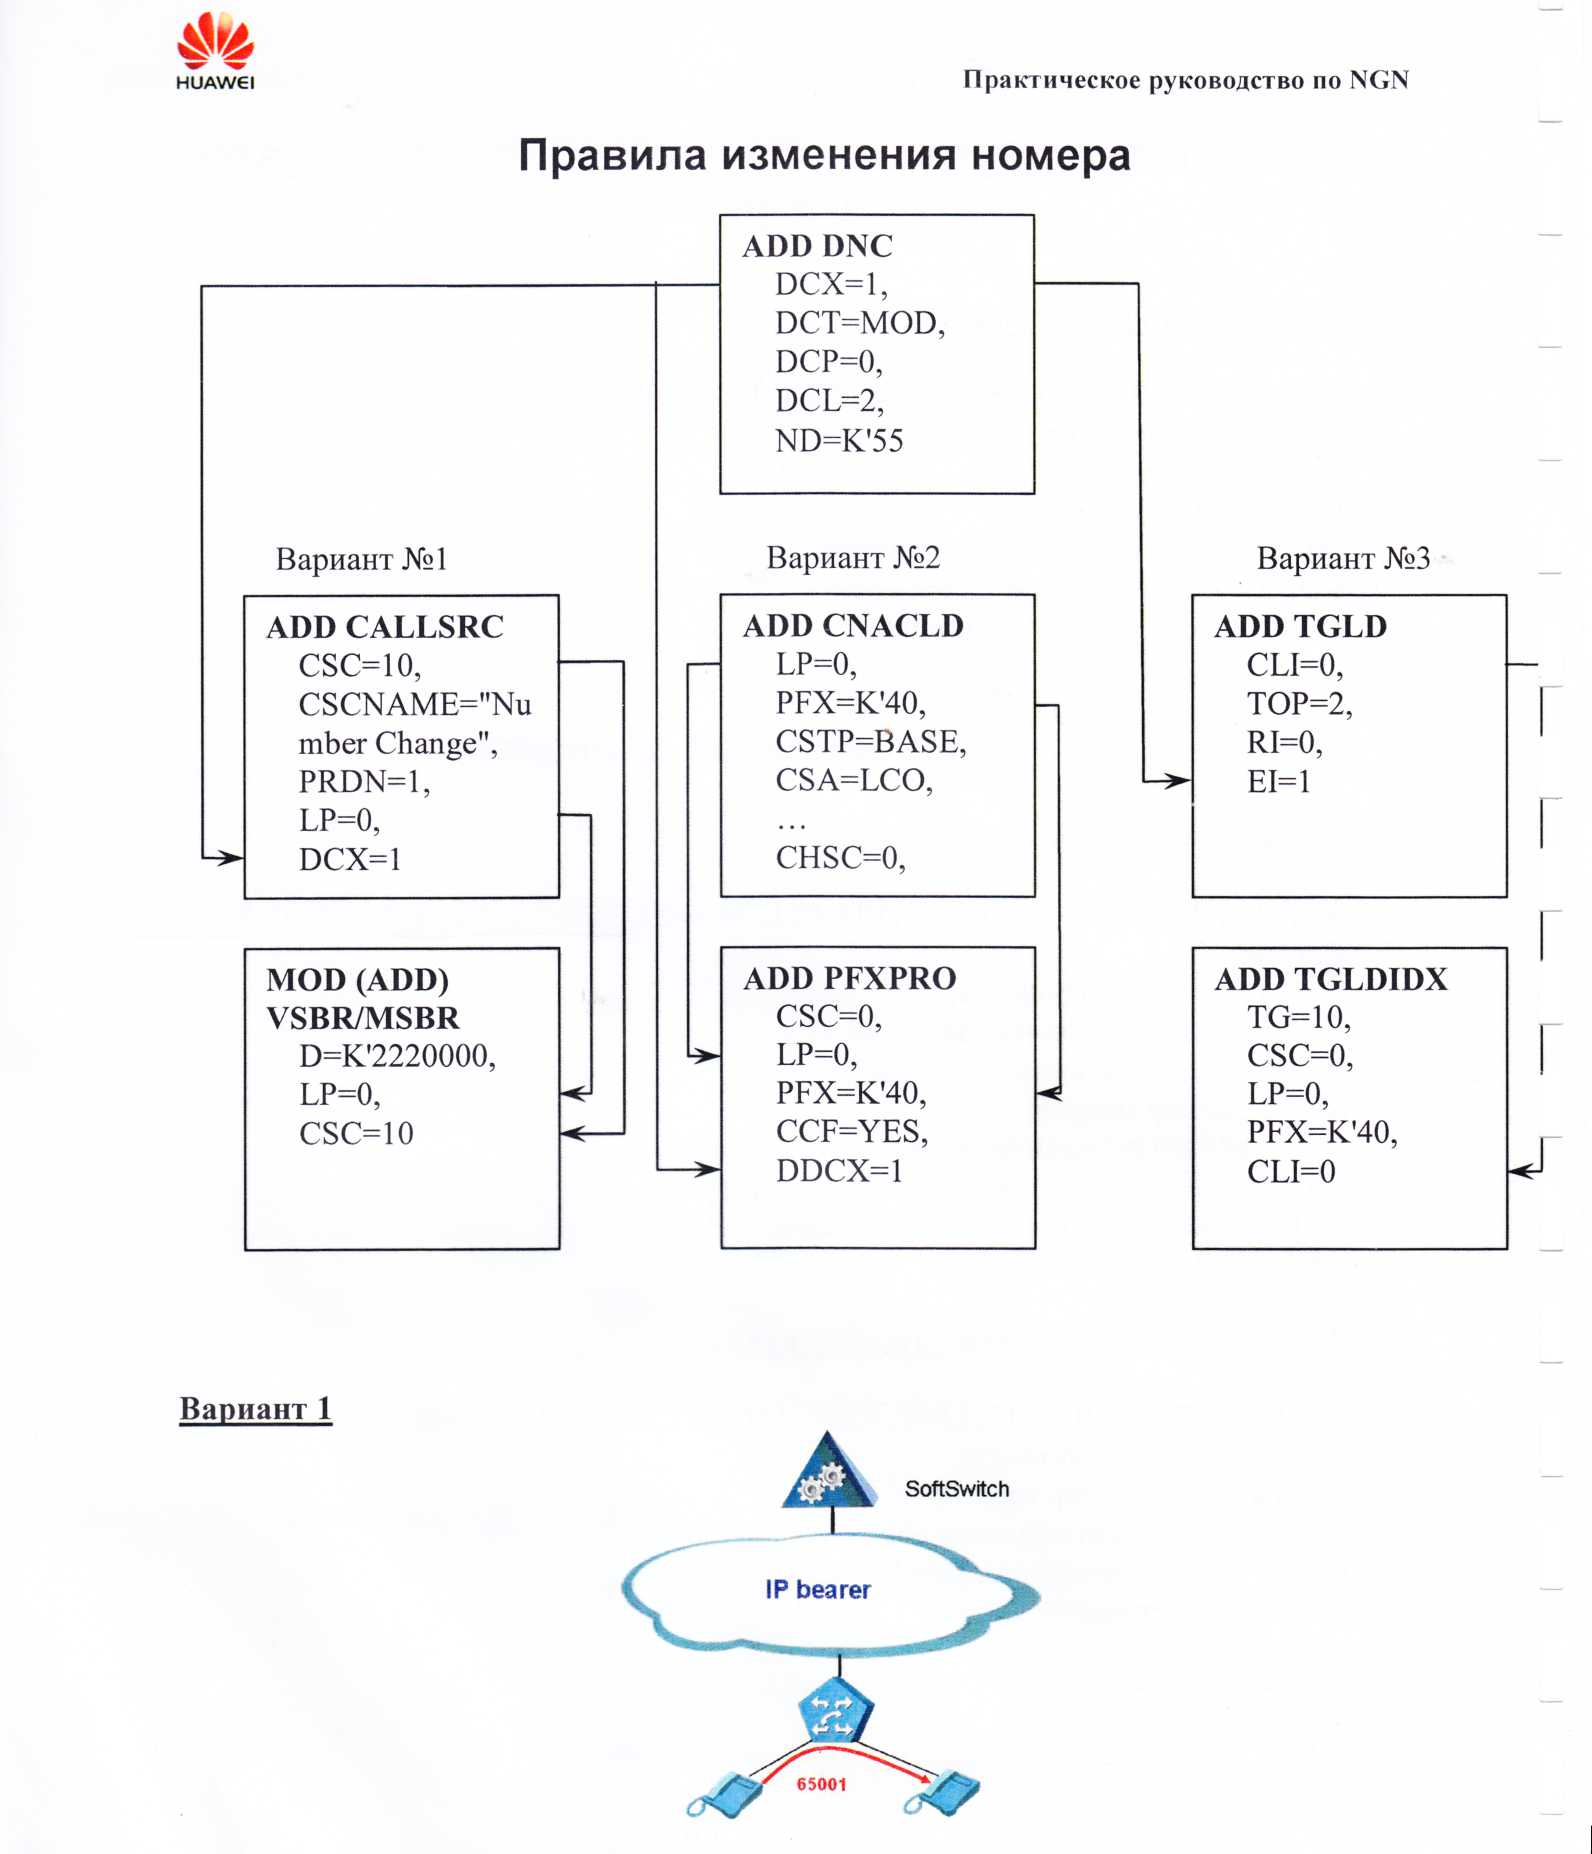 HUAWEI
Практическое руководство по NGN
Правила изменения номера
ADD DNC
DCX=1,
DCT=MOD,
DCP=0,
DCL=2,
ND=K'55
Вариант №1
ADD CALLSRC
CSC=10,
CSCNAME="Nu
mber Change",
PRDN=1,
LP=0,
DCX=1
MOD (ADD)
VSBR/MSBR
D=K'2220000,
LP=0,
CSC=10
Вариант №2
ADD CNACLD
LP=0,
PFX=K'40,
CSTP=BASE,
CSA=LCO,
...
CHSC=0,
ADD PFXPRO
CSC=0,
LP=0,
PFX=K'40,
CCF=YES,
DDCX=1
Вариант №3
ADD TGLD
CLI=0,
TOP=2,
RI=0,
EI=1
ADD TGLDIDX
TG=10,
CSC=0,
LP=0,
PFX=K'40,
CLI=0
Вариант 1
SoftSwitch
IP bearer
65001